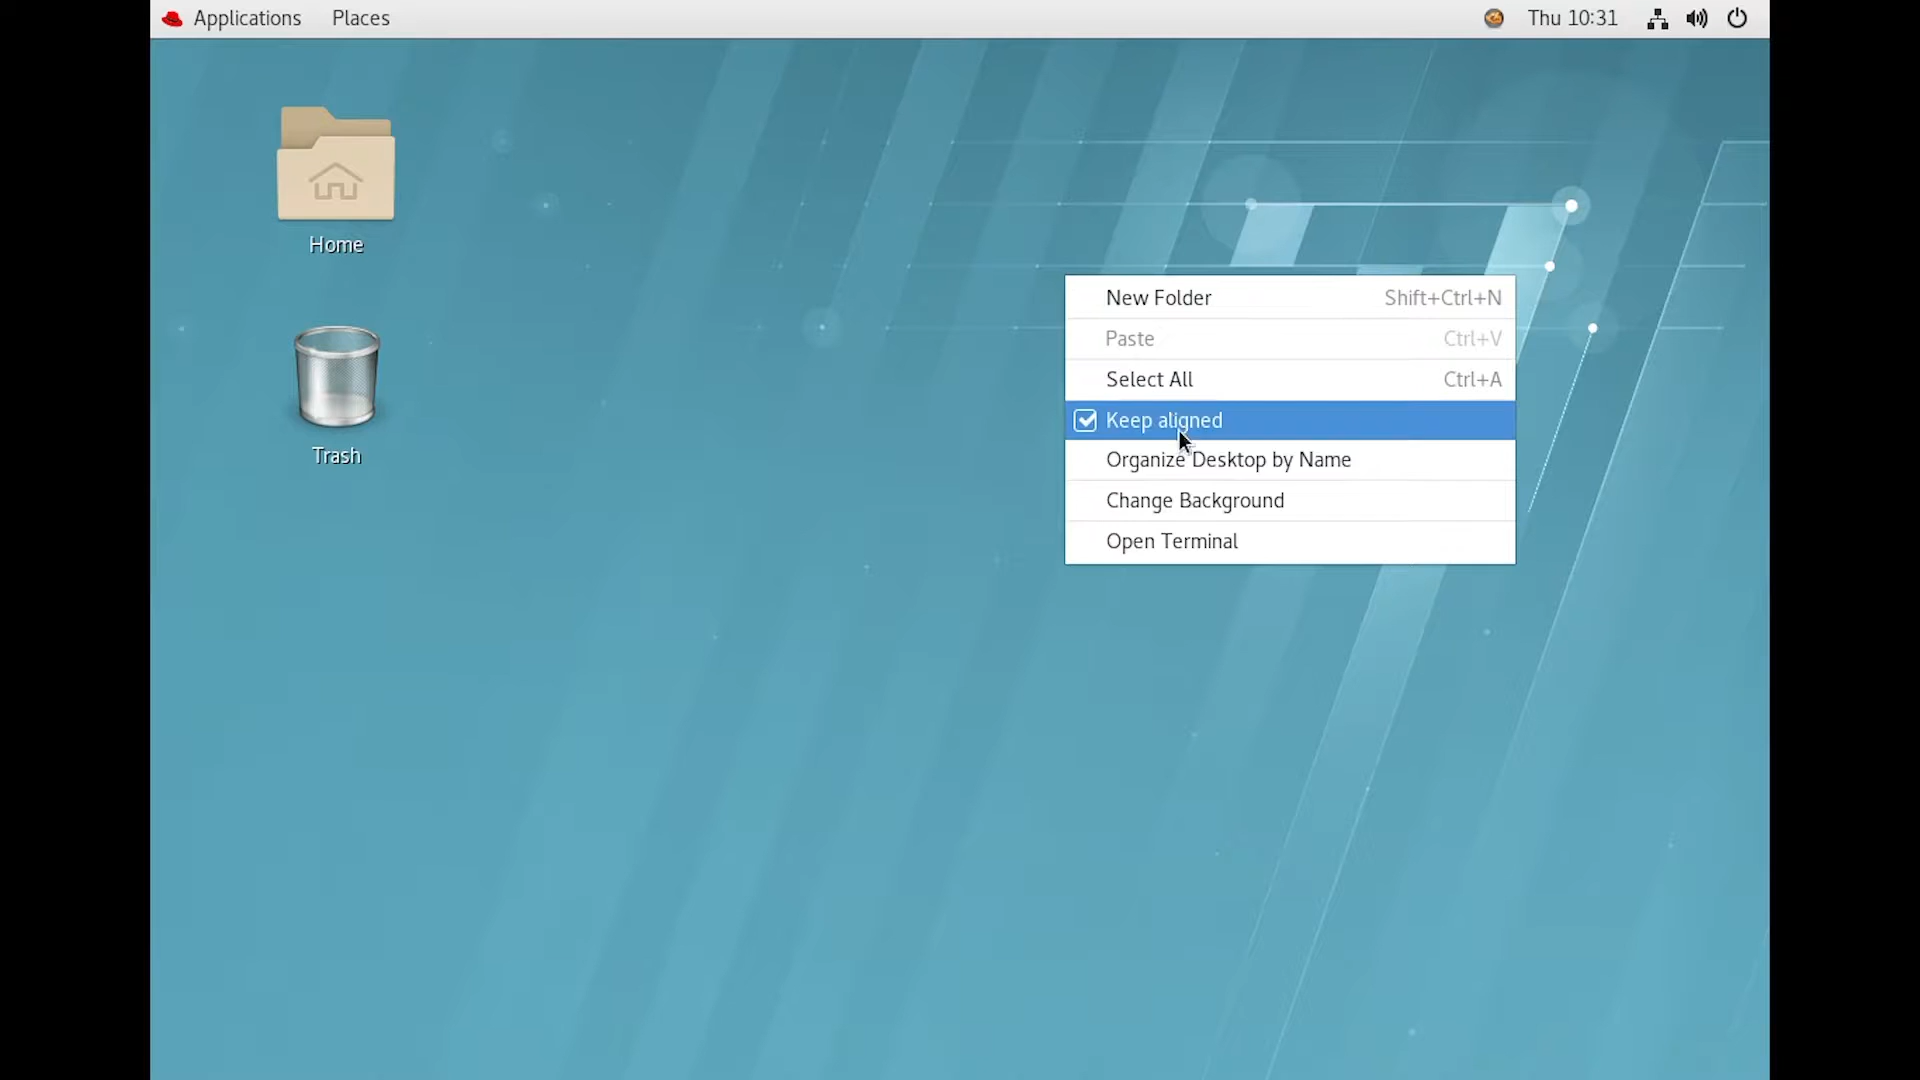 Applications Places Thu 10:31
Home
Trash
New Folder Shift+Ctrl+N
Paste Ctrl+V
Select All Ctrl+A
Keep aligned
Organize Desktop by Name
Change Background
Open Terminal